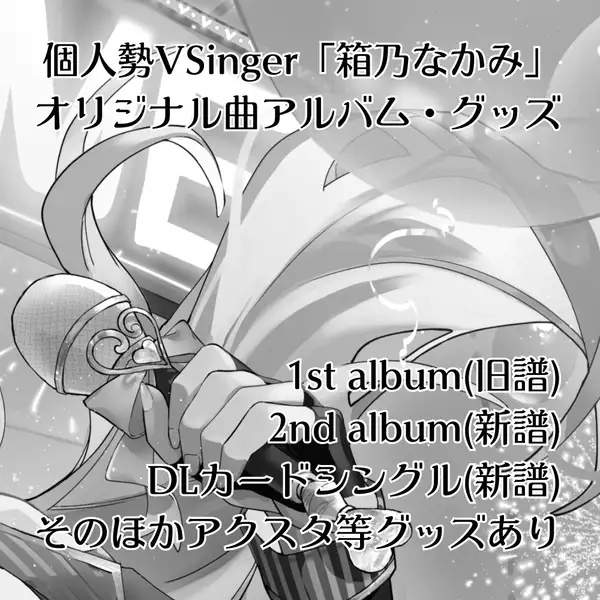 個人勢VSinger「箱乃なかみ」
オリジナル曲アルバム・グッズ
1st album(旧譜)
2nd album(新譜)
DLカードシングル(新譜)
そのほかアクスタ等グッズあり